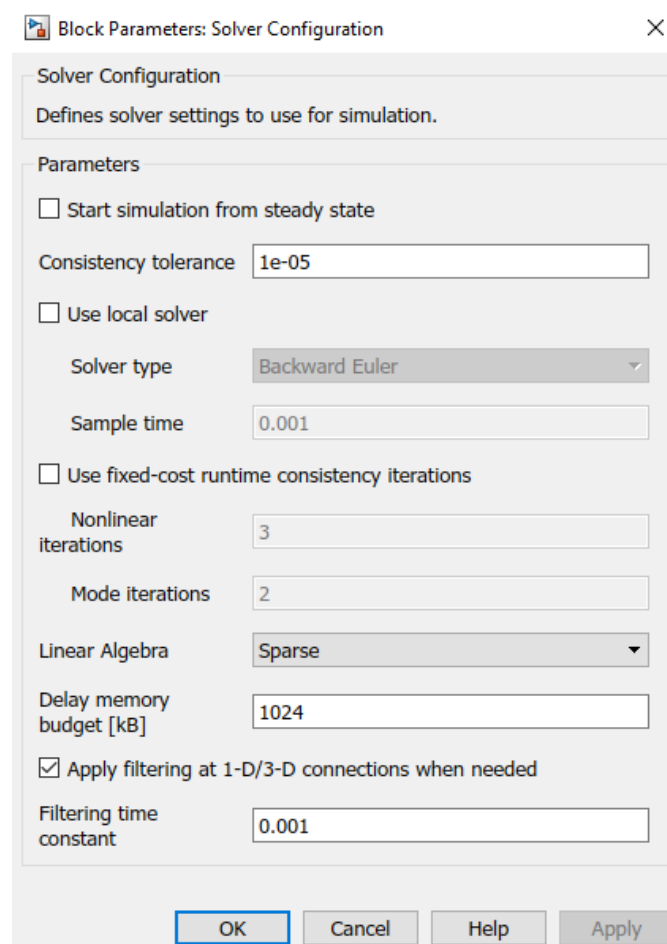 Block Parameters: Solver Configuration
Solver Configuration
Defines solver settings to use for simulation.
Parameters
Start simulation from steady state
Consistency tolerance 1e-05
Use local solver
Solver type Backward Euler
Sample time 0.001
Use fixed-cost runtime consistency iterations
Nonlinear
iterations 3
Mode iterations 2
Linear Algebra Sparse
Delay memory
budget [kB] 1024
Apply filtering at 1-D/3-D connections when needed
Filtering time
constant 0.001
OK Cancel Help Apply